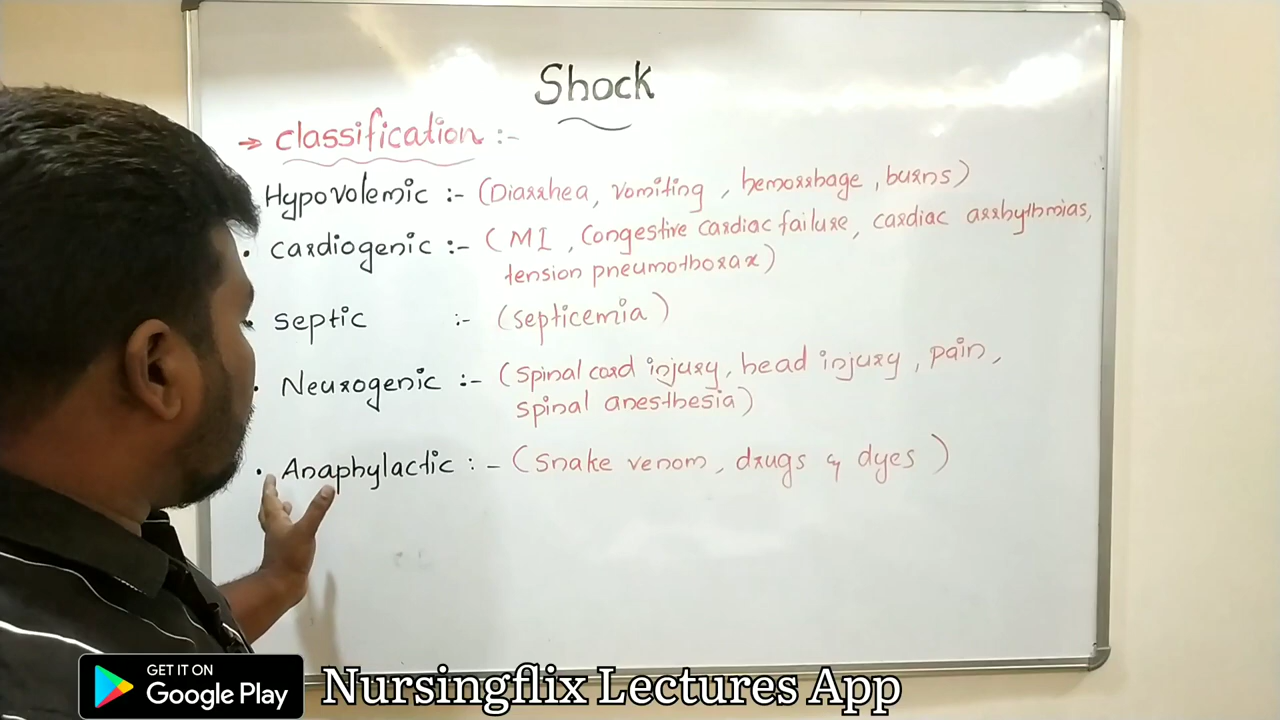 Shock
→ classification :-
Hypovolemic :- (Diarrhea, vomiting, hemorrhage, burns)
• cardiogenic :- (MI, Congestive cardiac failure, cardiac arrhythmias,
tension pneumothorax)
• septic :- (septicemia)
• Neurogenic :- (spinal cord injury, head injury, pain,
spinal anesthesia)
• Anaphylactic :- (snake venom, drugs & dyes)
GET IT ON
Google Play
Nursingflix Lectures App